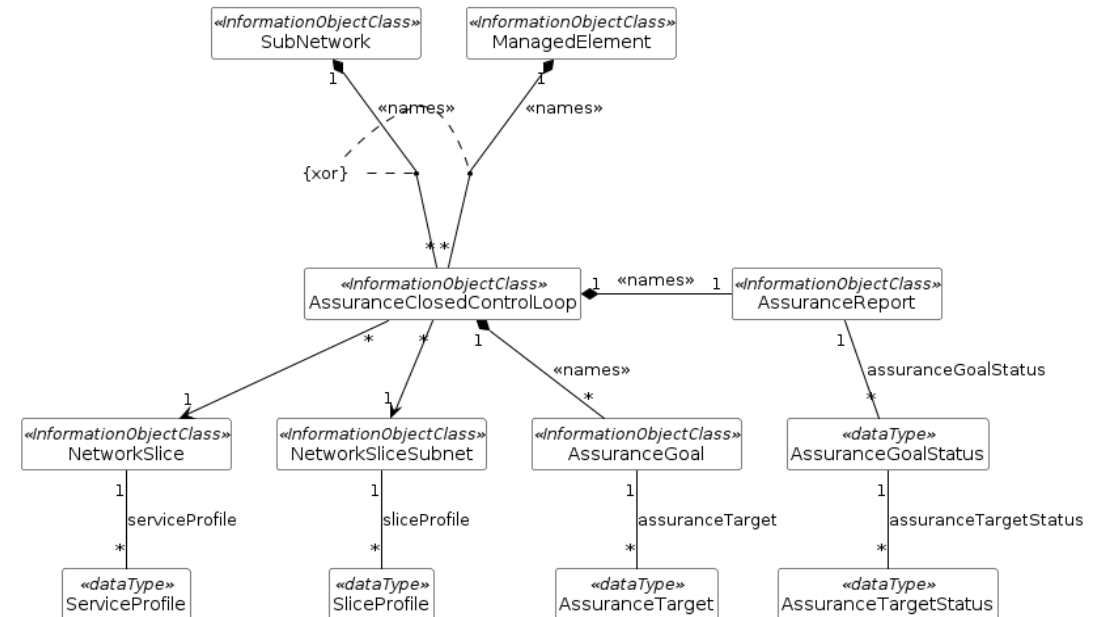 «InformationObjectClass»
SubNetwork
«InformationObjectClass»
ManagedElement
1
1
«names»
«names»
{xor}
*
*
«InformationObjectClass»
AssuranceClosedControlLoop
1
«names»
1
«InformationObjectClass»
AssuranceReport
*
*
1
1
«names»
assuranceGoalStatus
1
1
*
*
«InformationObjectClass»
NetworkSlice
«InformationObjectClass»
NetworkSliceSubnet
«InformationObjectClass»
AssuranceGoal
«dataType»
AssuranceGoalStatus
1
1
1
1
serviceProfile
sliceProfile
assuranceTarget
assuranceTargetStatus
*
*
*
*
«dataType»
ServiceProfile
«dataType»
SliceProfile
«dataType»
AssuranceTarget
«dataType»
AssuranceTargetStatus